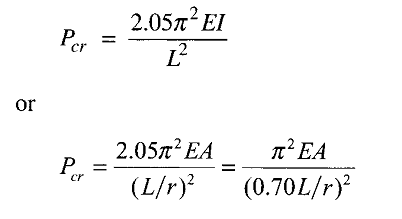 P_cr = 2.05π²EI / L²
or
P_cr = 2.05π²EA / (L/r)² = π²EA / (0.70L/r)²